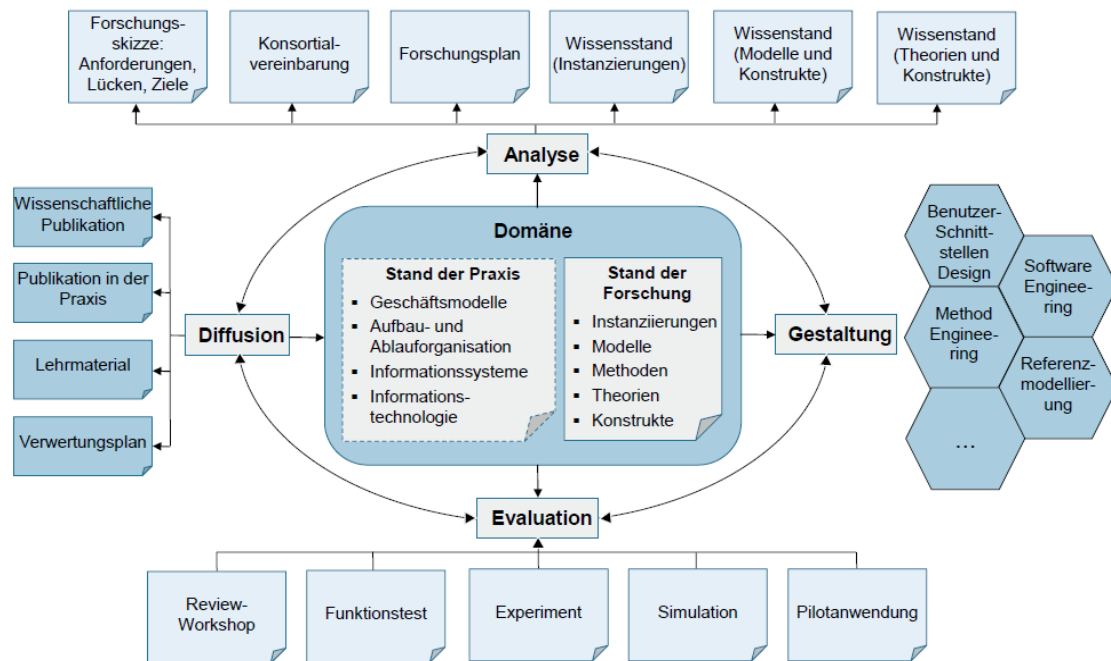 Forschungs-
skizze:
Anforderungen,
Lücken, Ziele
Konsortial-
vereinbarung
Forschungsplan
Wissensstand
(Instanzierungen)
Wissenstand
(Modelle und
Konstrukte)
Wissenstand
(Theorien und
Konstrukte)
Analyse
Wissenschaftliche
Publikation
Publikation in der
Praxis
Lehrmaterial
Verwertungsplan
Diffusion
Domäne
Stand der Praxis
▪ Geschäftsmodelle
▪ Aufbau- und
Ablauforganisation
▪ Informationssysteme
▪ Informations-
technologie
Stand der
Forschung
▪ Instanziierungen
▪ Modelle
▪ Methoden
▪ Theorien
▪ Konstrukte
Gestaltung
Benutzer-
Schnitt-
stellen
Design
Software
Enginee-
ring
Method
Enginee-
ring
Referenz-
modellier-
ung
...
Evaluation
Review-
Workshop
Funktionstest
Experiment
Simulation
Pilotanwendung